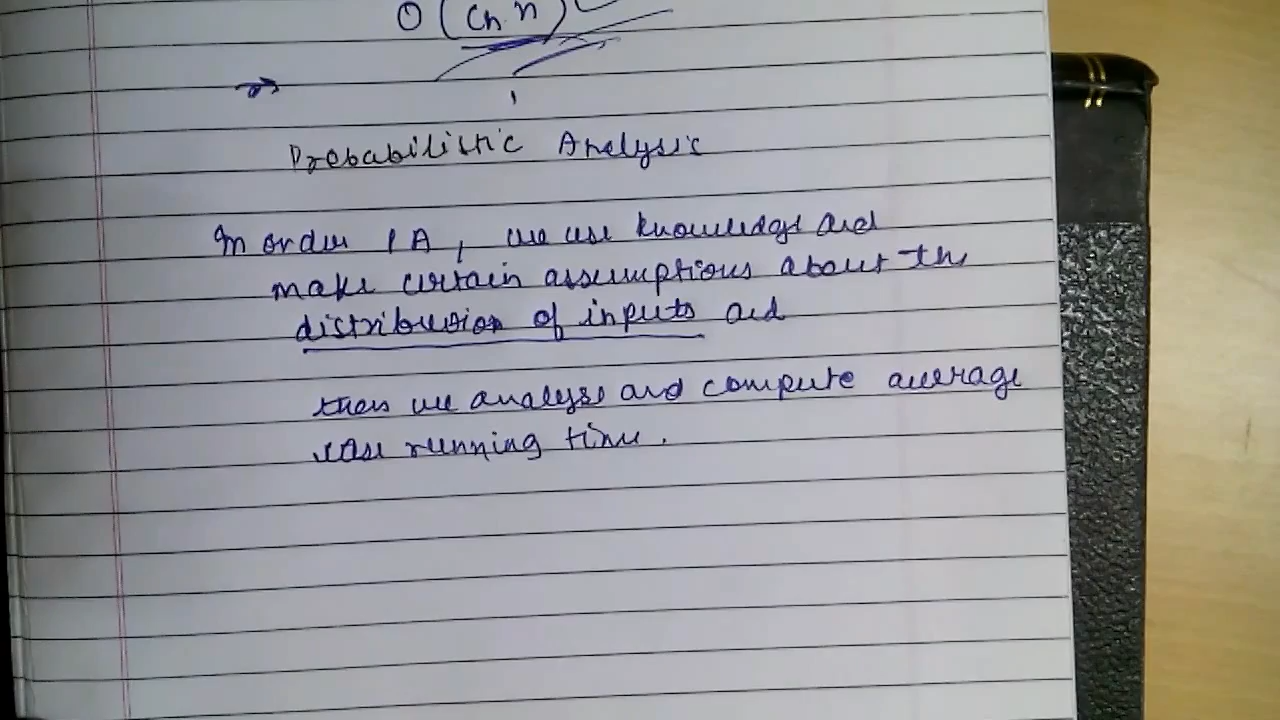 O(Ch n)
Probabilistic Analysis
In order PA, we use knowledge and
make certain assumptions about the
distribution of inputs and
then we analyse and compute average
case running time.